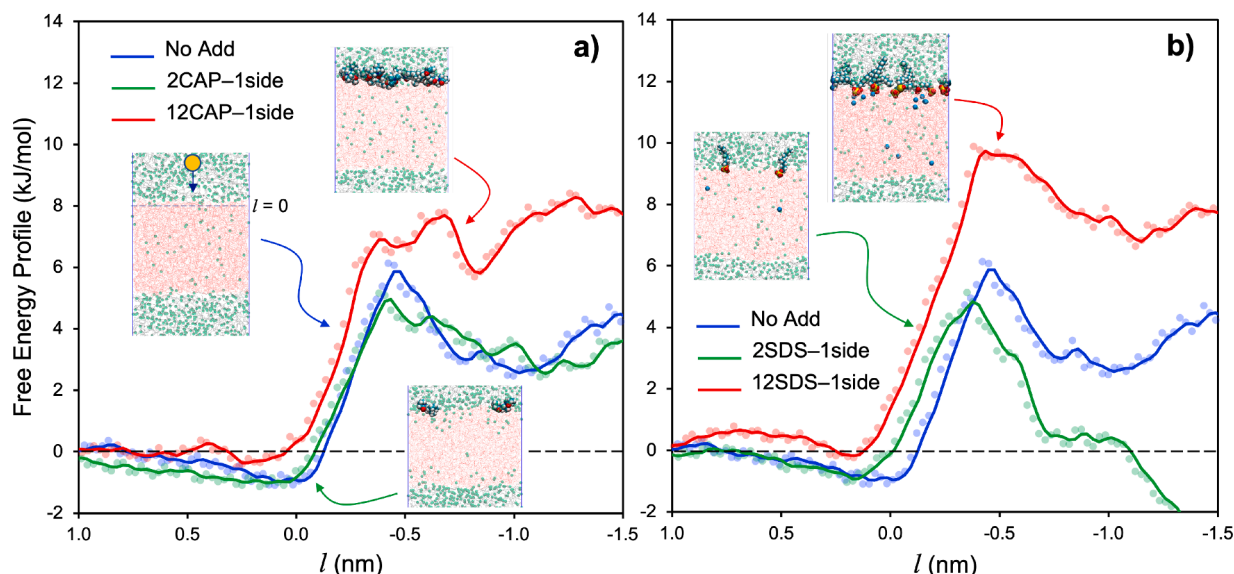 Free Energy Profile (kJ/mol)
14
12
10
8
6
4
2
0
-2
a)
No Add
2CAP–1side
12CAP–1side
l = 0
1.0
0.5
0.0
-0.5
-1.0
-1.5
l (nm)
14
12
10
8
6
4
2
0
-2
b)
No Add
2SDS–1side
12SDS–1side
1.0
0.5
0.0
-0.5
-1.0
-1.5
l (nm)